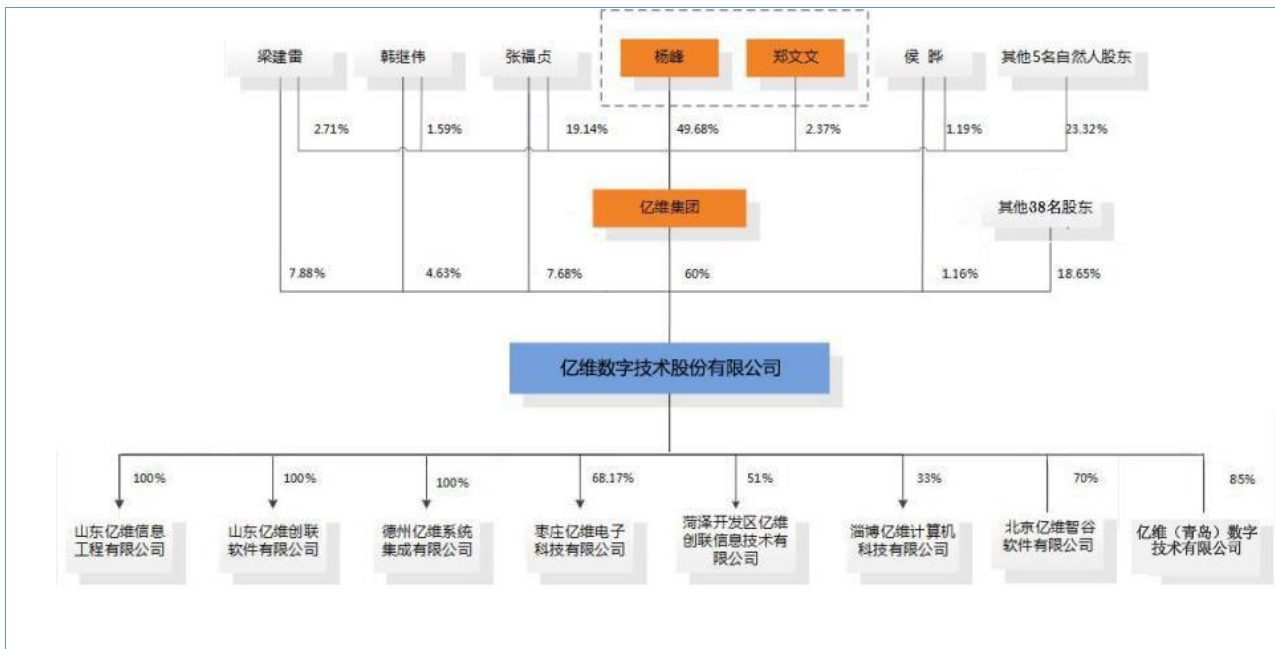 梁建雷
韩继伟
张福贞
杨峰
郑文文
侯 晔
其他5名自然人股东
2.71%
1.59%
19.14%
49.68%
2.37%
1.19%
23.32%
亿维集团
其他38名股东
7.88%
4.63%
7.68%
60%
1.16%
18.65%
亿维数字技术股份有限公司
100%
100%
100%
68.17%
51%
33%
70%
85%
山东亿维信息
工程有限公司
山东亿维创联
软件有限公司
德州亿维系统
集成有限公司
枣庄亿维电子
科技有限公司
菏泽开发区亿维
创联信息技术有
限公司
淄博亿维计算机
科技有限公司
北京亿维智谷
软件有限公司
亿维（青岛）数字
技术有限公司